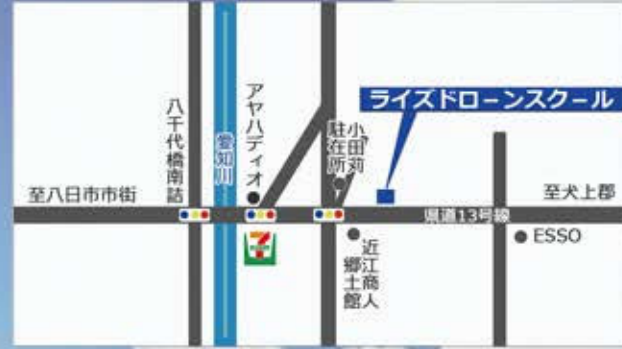 ライズドローンスクール
八千代橋南詰
愛知川
アヤハディオ
小田苅
駐在所
至八日市市街
至犬上郡
県道13号線
7
近江商人
郷土館
ESSO